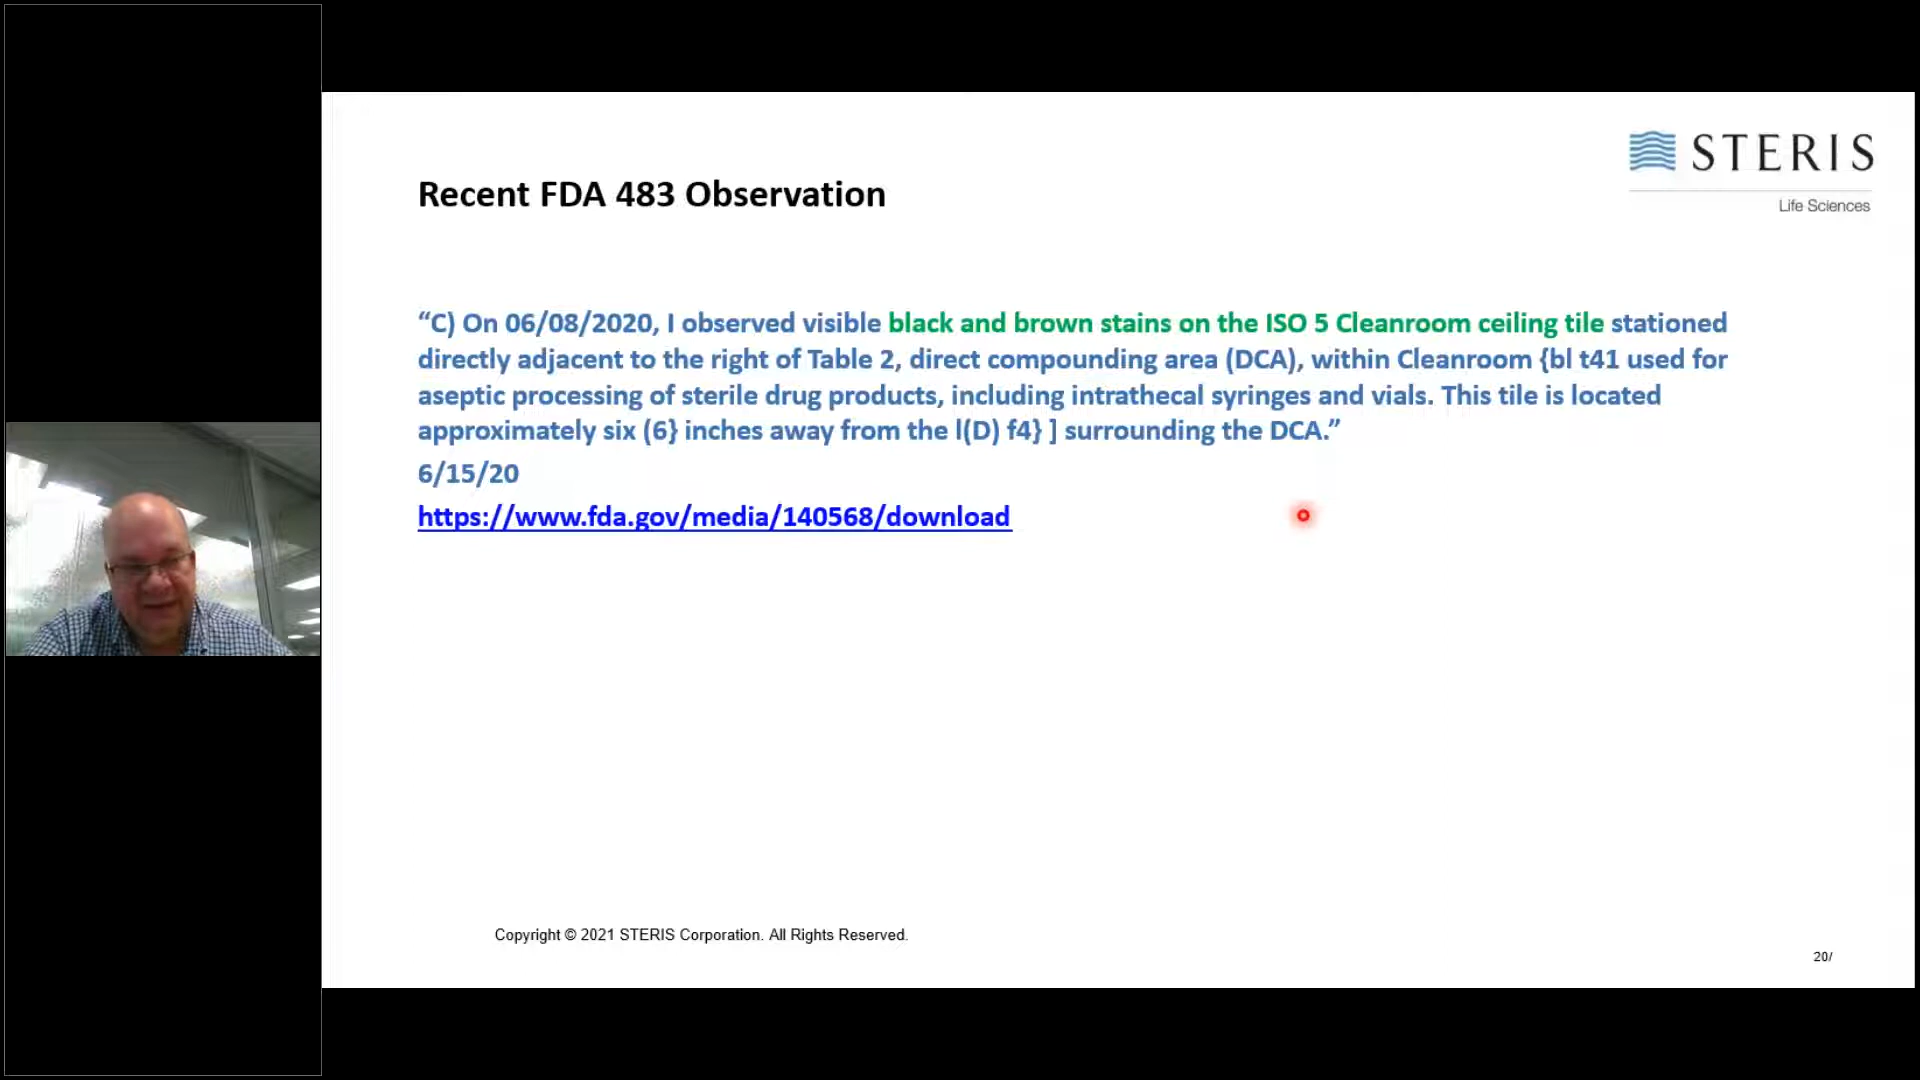 STERIS
Life Sciences
Recent FDA 483 Observation
“C) On 06/08/2020, I observed visible black and brown stains on the ISO 5 Cleanroom ceiling tile stationed
directly adjacent to the right of Table 2, direct compounding area (DCA), within Cleanroom {bl t41 used for
aseptic processing of sterile drug products, including intrathecal syringes and vials. This tile is located
approximately six (6} inches away from the l(D) f4} ] surrounding the DCA.”
6/15/20
https://www.fda.gov/media/140568/download
Copyright © 2021 STERIS Corporation. All Rights Reserved.
20/